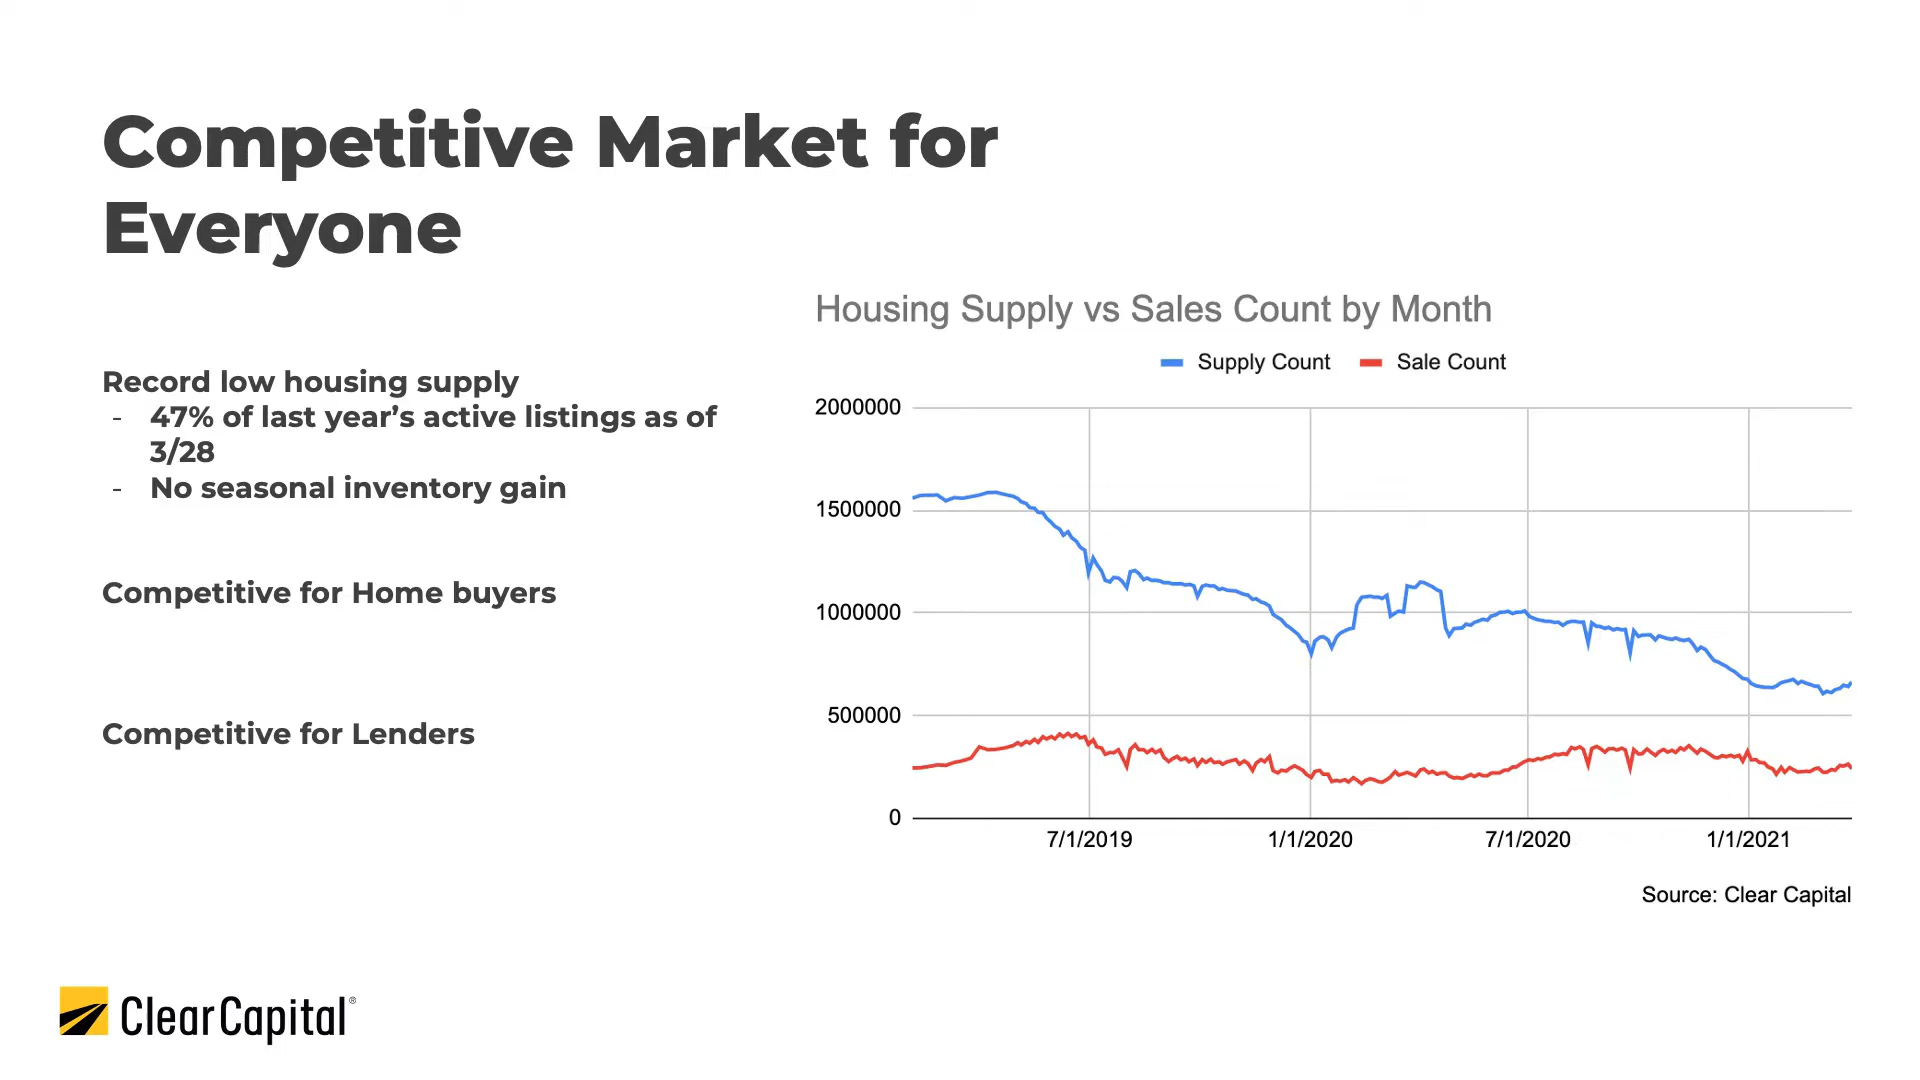 Competitive Market for
Everyone
Record low housing supply
- 47% of last year’s active listings as of
3/28
- No seasonal inventory gain
Competitive for Home buyers
Competitive for Lenders
Housing Supply vs Sales Count by Month
Supply Count Sale Count
2000000
1500000
1000000
500000
0
7/1/2019 1/1/2020 7/1/2020 1/1/2021
Source: Clear Capital
ClearCapital®